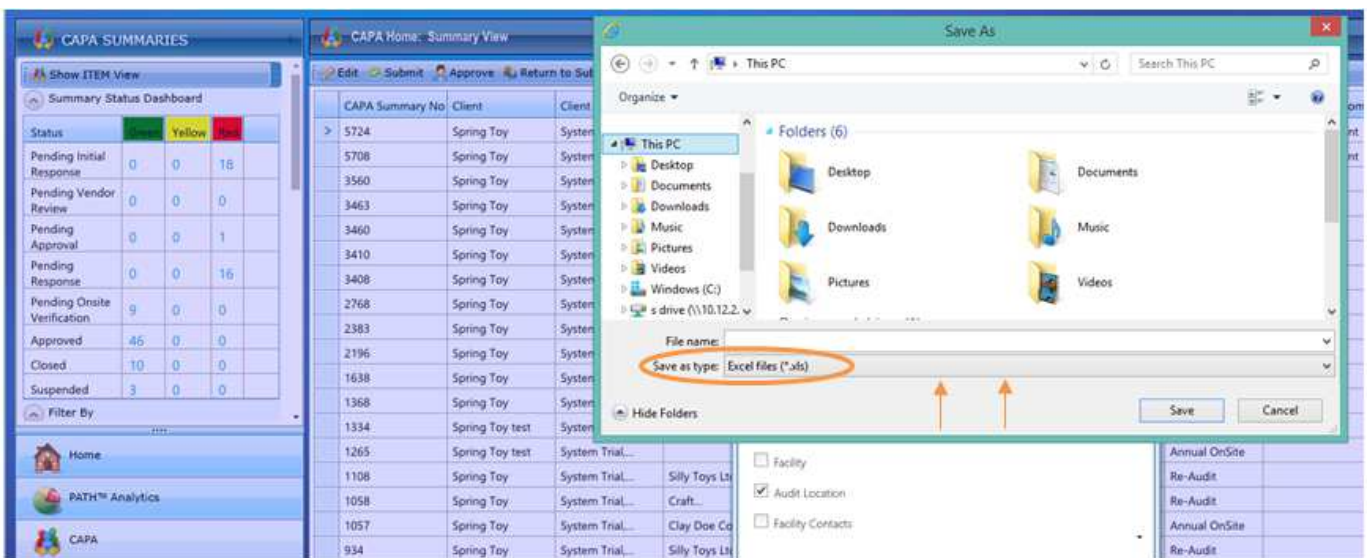 CAPA SUMMARIES
Show ITEM View
Summary Status Dashboard
Status Green Yellow Red
Pending Initial Response 0 0 18
Pending Vendor Review 0 0 0
Pending Approval 0 0 1
Pending Response 0 0 16
Pending Onsite Verification 9 0 0
Approved 46 0 0
Closed 10 0 0
Suspended 3 0 0
Filter By
Home
PATH™ Analytics
CAPA
CAPA Home: Summary View
Edit Submit Approve Return to Sut
CAPA Summary No Client Client
5724 Spring Toy System
5708 Spring Toy System
3560 Spring Toy System
3463 Spring Toy System
3460 Spring Toy System
3410 Spring Toy System
3408 Spring Toy System
2768 Spring Toy System
2383 Spring Toy System
2196 Spring Toy System
1638 Spring Toy System
1368 Spring Toy System
1334 Spring Toy test System
1265 Spring Toy test System Trial,... Annual OnSite
1108 Spring Toy System Trial,... Silly Toys Lt Re-Audit
1058 Spring Toy System Trial,... Craft... Re-Audit
1057 Spring Toy System Trial,... Clay Doe Co Annual OnSite
934 Spring Toy System Trial,... Silly Toys Lt Re-Audit
Save As
This PC
Search This PC
Organize
This PC
Desktop
Documents
Downloads
Music
Pictures
Videos
Windows (C:)
s drive (\\10.12.2.
Folders (6)
Desktop
Documents
Downloads
Music
Pictures
Videos
File name:
Save as type: Excel files (*.xls)
Hide Folders
Save
Cancel
Facility
Audit Location
Facility Contacts